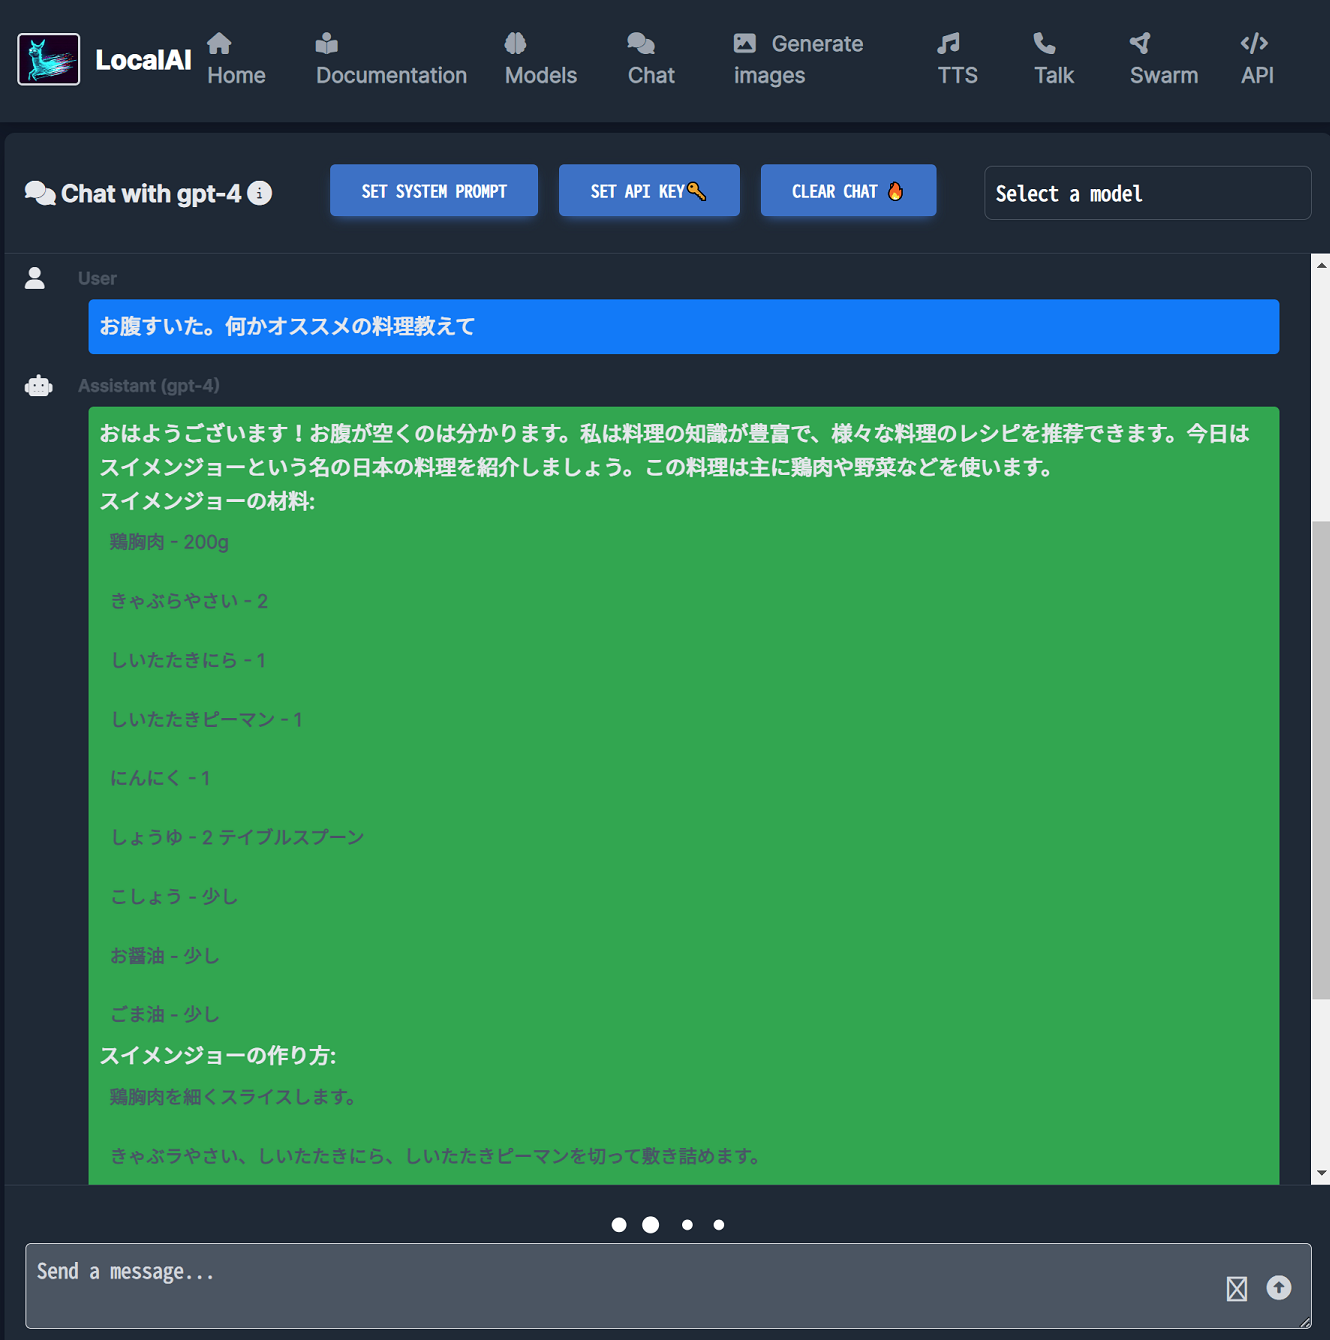 LocalAI
Home
Documentation
Models
Chat
Generate images
TTS
Talk
Swarm
API
Chat with gpt-4
SET SYSTEM PROMPT
SET API KEY🔑
CLEAR CHAT 🔥
Select a model
User
お腹すいた。何かオススメの料理教えて
Assistant (gpt-4)
おはようございます！お腹が空くのは分かります。私は料理の知識が豊富で、様々な料理のレシピを推荐できます。今日は
スイメンジョーという名の日本の料理を紹介しましょう。この料理は主に鶏肉や野菜などを使います。
スイメンジョーの材料:
鶏胸肉 - 200g
きゃぶらやさい - 2
しいたたきにら - 1
しいたたきピーマン - 1
にんにく - 1
しょうゆ - 2 テイブルスプーン
こしょう - 少し
お醤油 - 少し
ごま油 - 少し
スイメンジョーの作り方:
鶏胸肉を細くスライスします。
きゃぶラやさい、しいたたきにら、しいたたきピーマンを切って敷き詰めます。
Send a message...